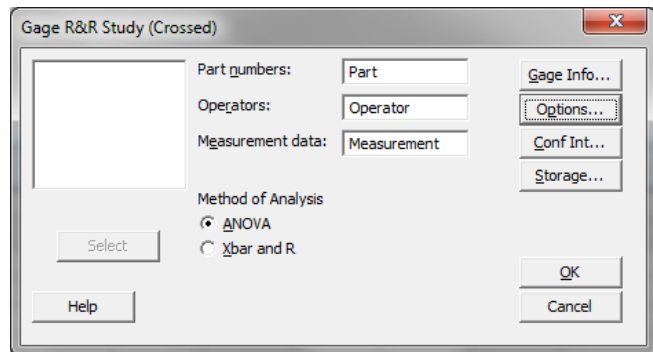 Gage R&R Study (Crossed)
Part numbers:
Part
Gage Info...
Operators:
Operator
Options...
Measurement data:
Measurement
Conf Int...
Storage...
Method of Analysis
ANOVA
Select
Xbar and R
OK
Help
Cancel